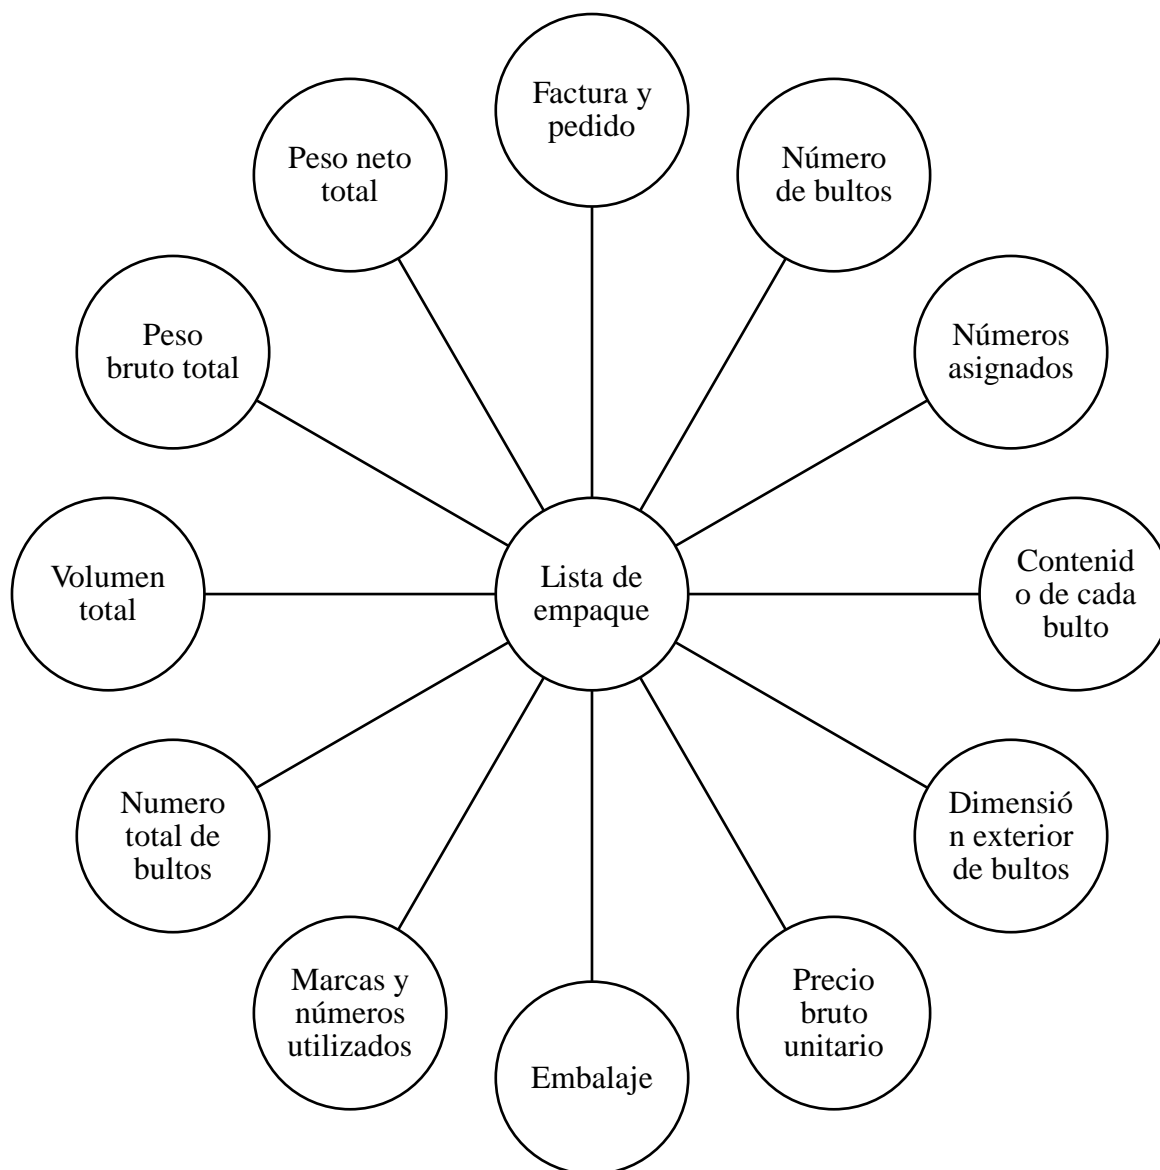 Factura y
pedido
Número
de bultos
Números
asignados
Contenid
o de cada
bulto
Dimensió
n exterior
de bultos
Precio
bruto
unitario
Embalaje
Marcas y
números
utilizados
Numero
total de
bultos
Volumen
total
Peso
bruto total
Peso neto
total
Lista de
empaque